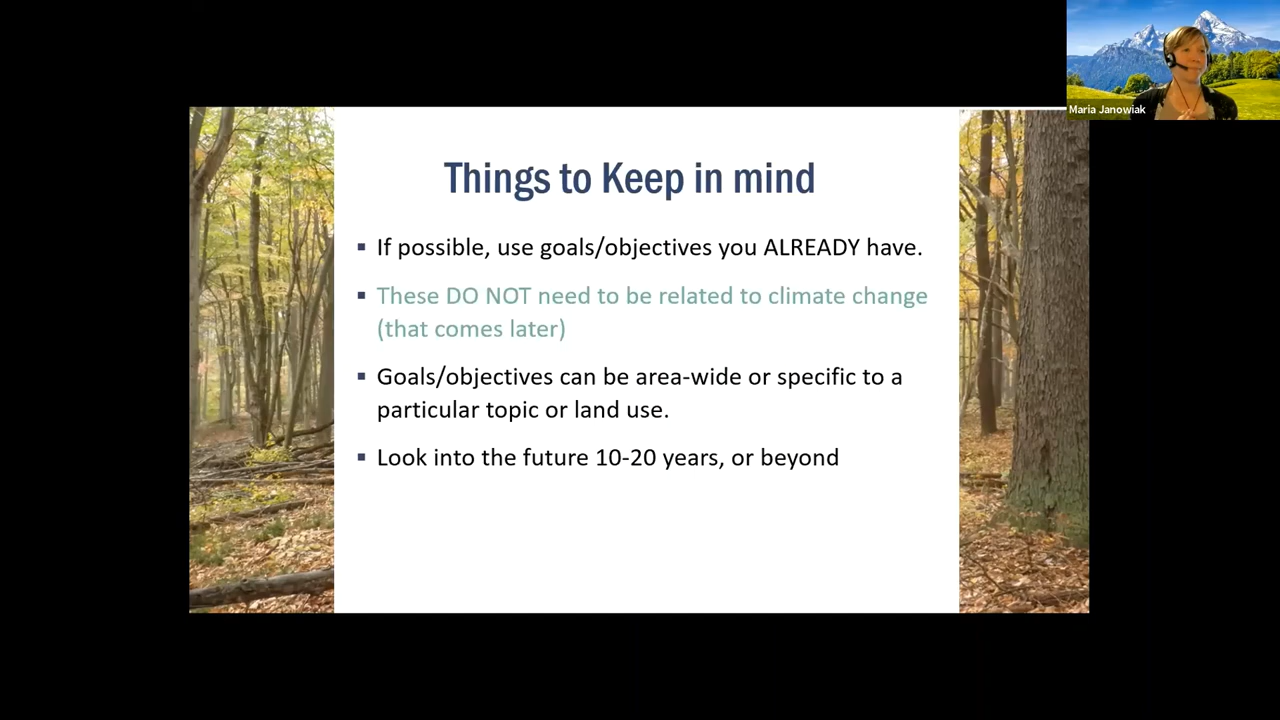 Maria Janowiak
Things to Keep in mind
▪ If possible, use goals/objectives you ALREADY have.
▪ These DO NOT need to be related to climate change
(that comes later)
▪ Goals/objectives can be area-wide or specific to a
particular topic or land use.
▪ Look into the future 10-20 years, or beyond